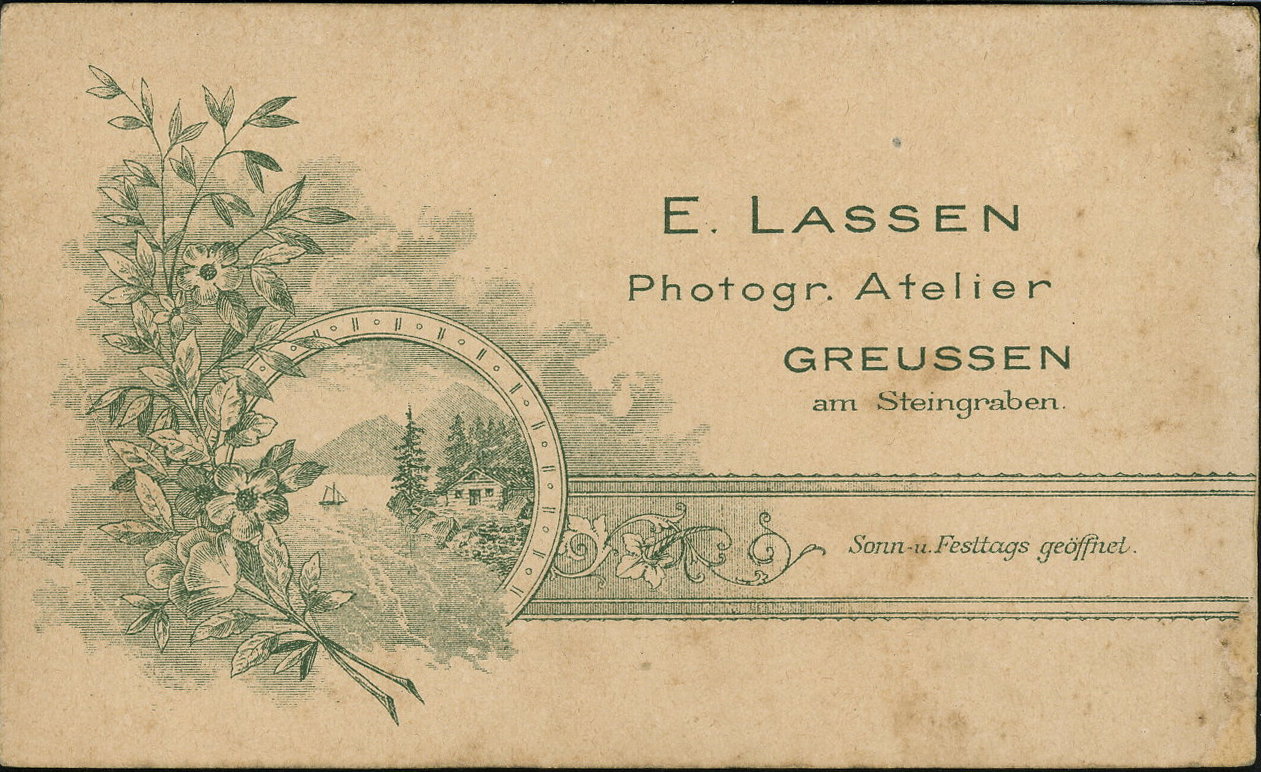 E. LASSEN
Photogr. Atelier
GREUSSEN
am Steingraben.
Sonn- u. Festtags geöffnet.